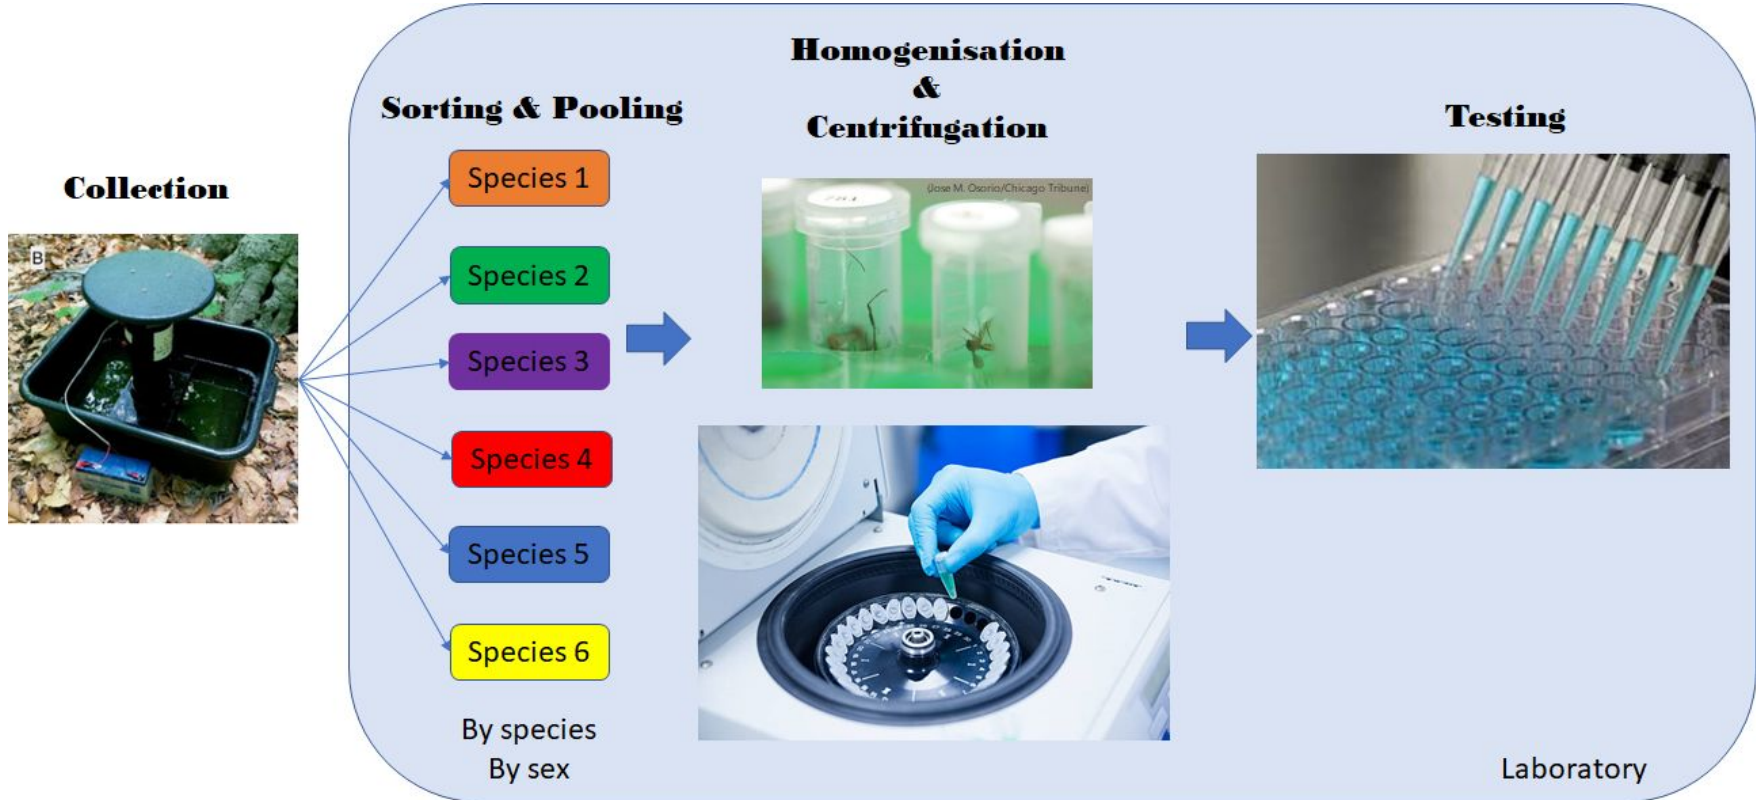 Collection
B
Sorting & Pooling
Species 1
Species 2
Species 3
Species 4
Species 5
Species 6
By species
By sex
Homogenisation
&
Centrifugation
(Jose M. Osorio/Chicago Tribune)
Testing
Laboratory